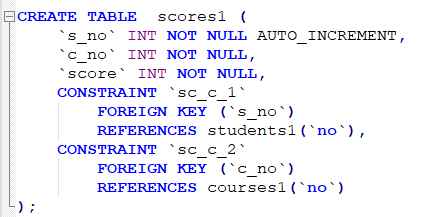 CREATE TABLE  scores1 (
    `s_no` INT NOT NULL AUTO_INCREMENT,
    `c_no` INT NOT NULL,
    `score` INT NOT NULL,
    CONSTRAINT `sc_c_1`
        FOREIGN KEY (`s_no`)
        REFERENCES students1(`no`),
    CONSTRAINT `sc_c_2`
        FOREIGN KEY (`c_no`)
        REFERENCES courses1(`no`)
);